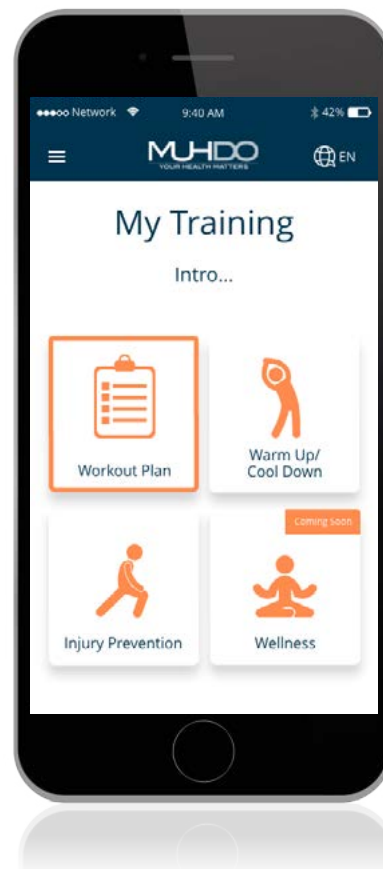 Network 9:40 AM 42%
MUHDO EN
YOUR HEALTH MATTERS
My Training
Intro...
Workout Plan
Warm Up/
Cool Down
Coming Soon
Injury Prevention
Wellness